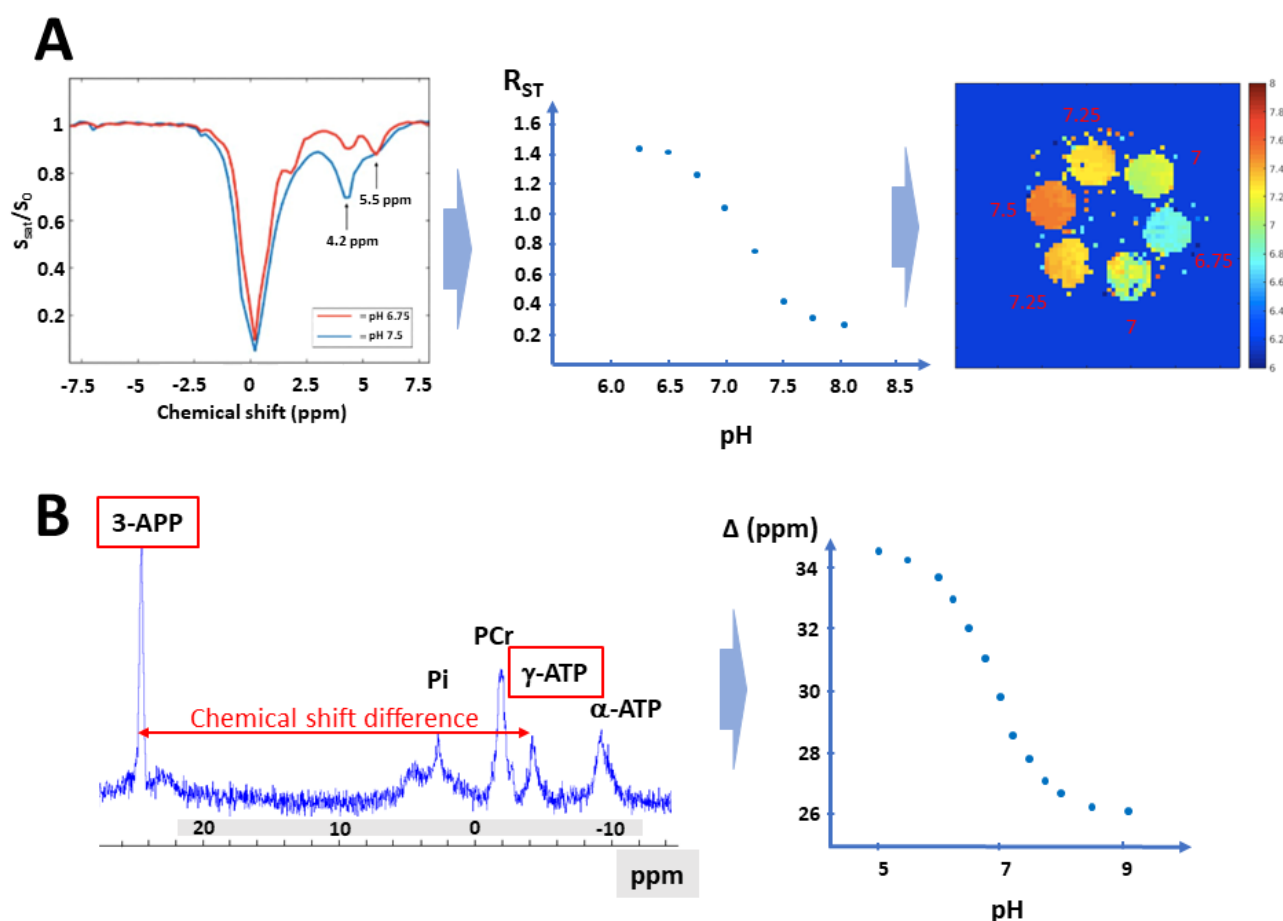 A
S_sat/S_0
1
0.8
0.6
0.4
0.2
5.5 ppm
4.2 ppm
= pH 6.75
= pH 7.5
-7.5 -5 -2.5 0 2.5 5 7.5
Chemical shift (ppm)
R_ST
1.6
1.4
1.2
1.0
0.8
0.6
0.4
0.2
6.0 6.5 7.0 7.5 8.0 8.5
pH
7.25
7
7.5
6.75
7.25
7
8
7.8
7.6
7.4
7.2
7
6.8
6.6
6.4
6.2
6
B
3-APP
PCr
γ-ATP
Pi
α-ATP
Chemical shift difference
20 10 0 -10
ppm
Δ (ppm)
34
32
30
28
26
5 7 9
pH